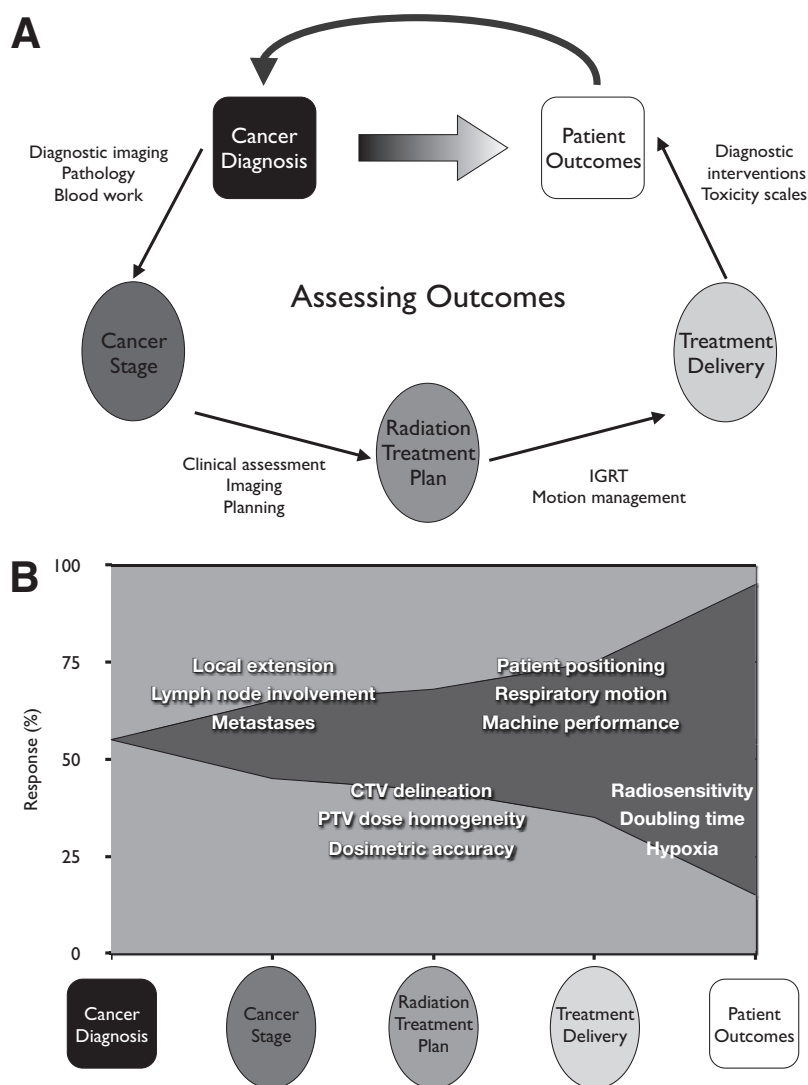 A
Cancer
Diagnosis
Patient
Outcomes
Diagnostic imaging
Pathology
Blood work
Diagnostic
interventions
Toxicity scales
Assessing Outcomes
Cancer
Stage
Treatment
Delivery
Radiation
Treatment
Plan
Clinical assessment
Imaging
Planning
IGRT
Motion management
B
100
75
50
25
0
Response (%)
Local extension
Lymph node involvement
Metastases
Patient positioning
Respiratory motion
Machine performance
CTV delineation
PTV dose homogeneity
Dosimetric accuracy
Radiosensitivity
Doubling time
Hypoxia
Cancer
Diagnosis
Cancer
Stage
Radiation
Treatment
Plan
Treatment
Delivery
Patient
Outcomes